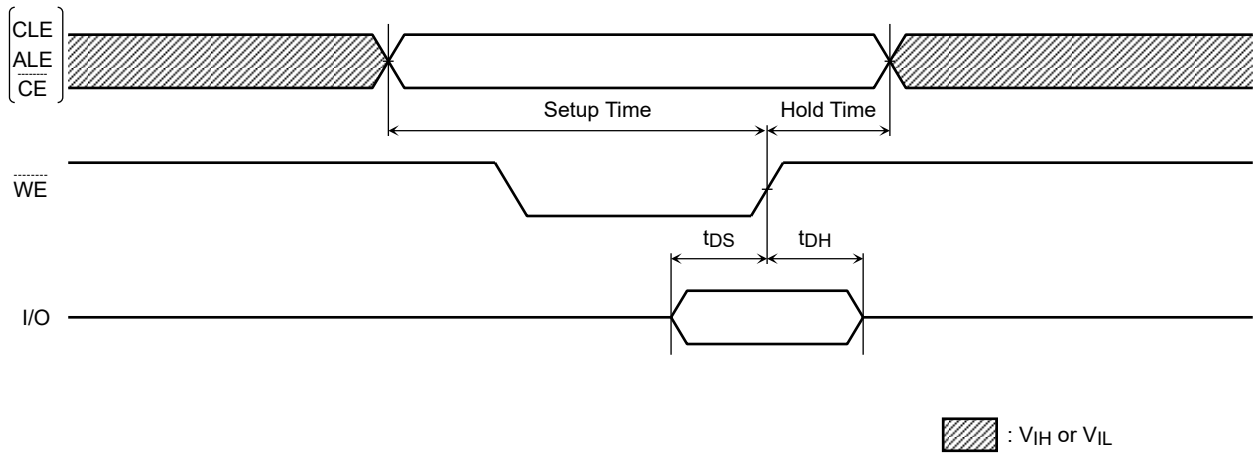 CLE
ALE
CE
Setup Time
Hold Time
WE
tDS
tDH
I/O
: VIH or VIL